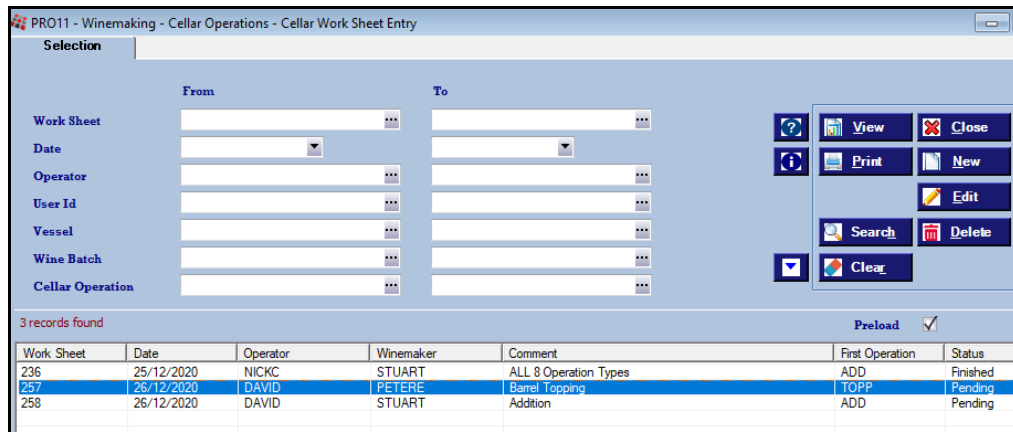 PRO11 - Winemaking - Cellar Operations - Cellar Work Sheet Entry
Selection
From To
Work Sheet
Date
Operator
User Id
Vessel
Wine Batch
Cellar Operation
View Close
Print New
Edit
Search Delete
Clear
3 records found Preload
Work Sheet Date Operator Winemaker Comment First Operation Status
236 25/12/2020 NICKC STUART ALL 8 Operation Types ADD Finished
257 26/12/2020 DAVID PETERE Barrel Topping TOPP Pending
258 26/12/2020 DAVID STUART Addition ADD Pending